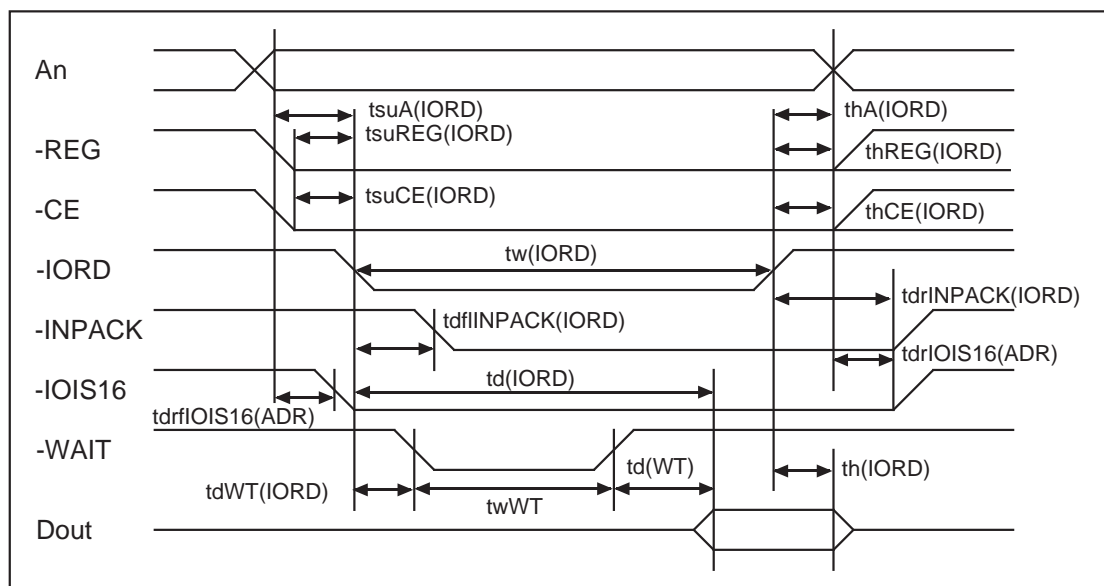 An
tsuA(IORD)
thA(IORD)
tsuREG(IORD)
-REG
thREG(IORD)
tsuCE(IORD)
-CE
thCE(IORD)
tw(IORD)
-IORD
tdrINPACK(IORD)
tdflINPACK(IORD)
-INPACK
tdrIOIS16(ADR)
td(IORD)
-IOIS16
tdrfIOIS16(ADR)
-WAIT
td(WT)
th(IORD)
tdWT(IORD)
twWT
Dout